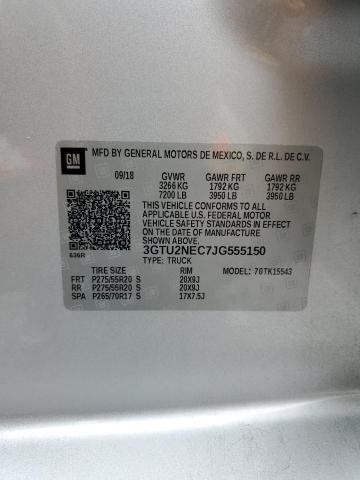 GM
MFD BY GENERAL MOTORS DE MEXICO, S. DE R.L. DE C.V.
09/18 GVWR GAWR FRT GAWR RR
3266 KG 1792 KG 1792 KG
7200 LB 3950 LB 3950 LB
THIS VEHICLE CONFORMS TO ALL
APPLICABLE U.S. FEDERAL MOTOR
VEHICLE SAFETY STANDARDS IN EFFECT ON
THE DATE OF MANUFACTURE SHOWN ABOVE.
3GTU2NEC7JG555150
TYPE: TRUCK
636R
TIRE SIZE RIM MODEL: 70TK15543
FRT P275/55R20 S 20X9J
RR P275/55R20 S 20X9J
SPA P265/70R17 S 17X7.5J